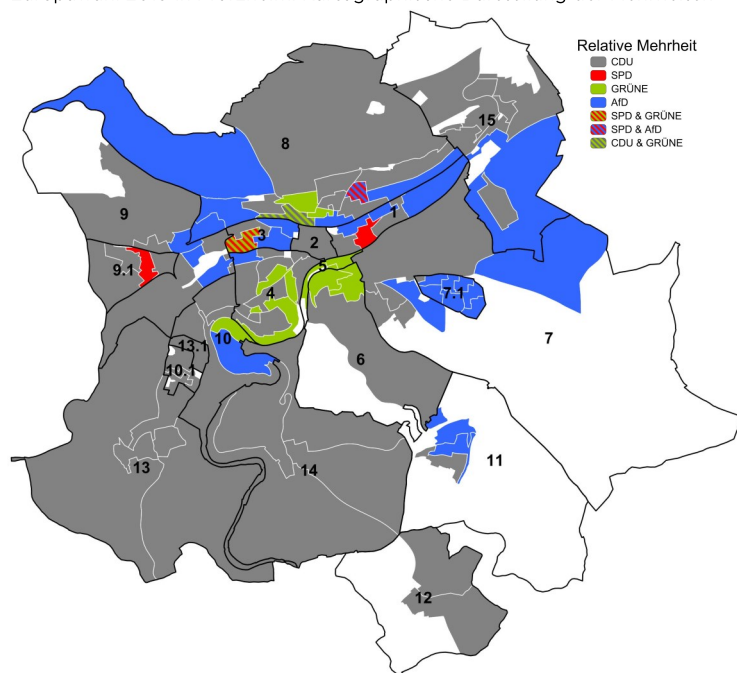 Relative Mehrheit
CDU
SPD
GRÜNE
AfD
SPD & GRÜNE
SPD & AfD
CDU & GRÜNE
15
8
9
1
3
2
9.1
5
4
7.1
7
10
13.1
6
10.1
11
13
14
12